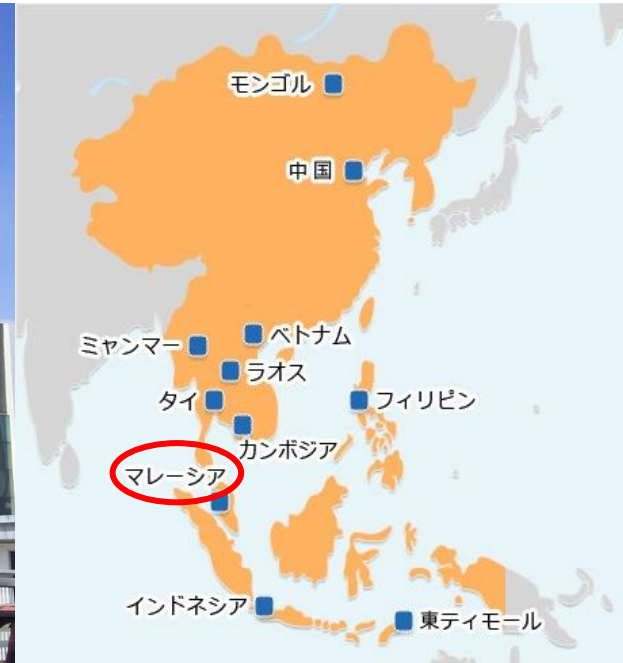 モンゴル
中国
ベトナム
ミャンマー
ラオス
タイ
フィリピン
カンボジア
マレーシア
インドネシア
東ティモール